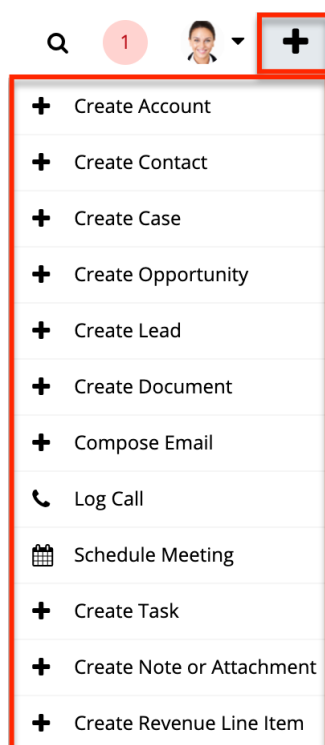 1
Create Account
Create Contact
Create Case
Create Opportunity
Create Lead
Create Document
Compose Email
Log Call
Schedule Meeting
Create Task
Create Note or Attachment
Create Revenue Line Item